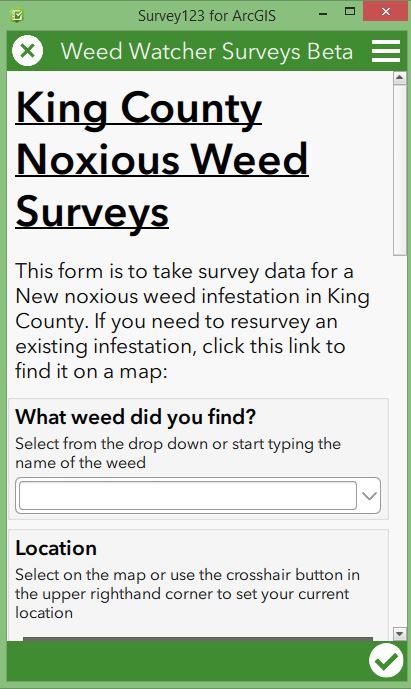 Survey123 for ArcGIS
Weed Watcher Surveys Beta
King County
Noxious Weed
Surveys
This form is to take survey data for a
New noxious weed infestation in King
County. If you need to resurvey an
existing infestation, click this link to
find it on a map:
What weed did you find?
Select from the drop down or start typing the
name of the weed
Location
Select on the map or use the crosshair button in
the upper righthand corner to set your current
location